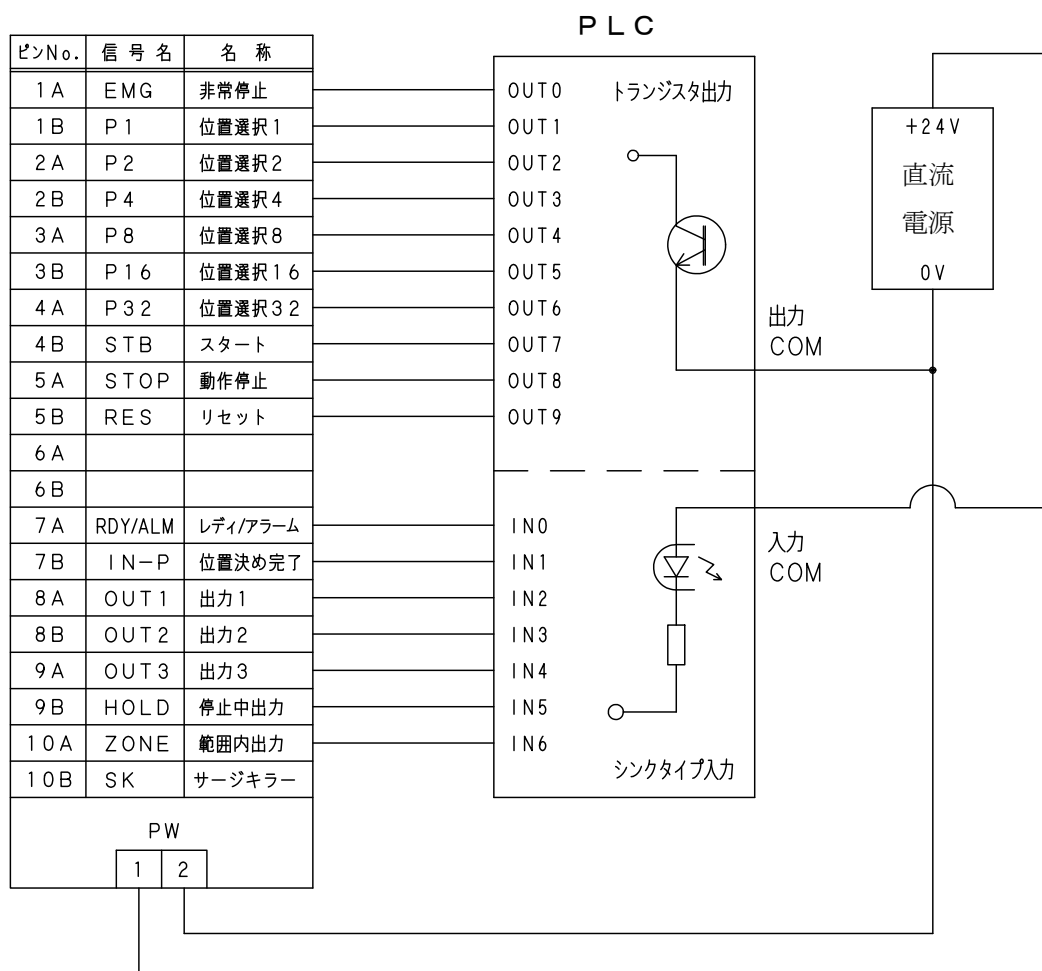 PLC
ピンNo. 信号名 名称
1A EMG 非常停止 OUT0 トランジスタ出力
1B P1 位置選択1 OUT1
2A P2 位置選択2 OUT2
2B P4 位置選択4 OUT3
3A P8 位置選択8 OUT4
3B P16 位置選択16 OUT5
4A P32 位置選択32 OUT6
4B STB スタート OUT7
5A STOP 動作停止 OUT8
5B RES リセット OUT9
6A
6B
7A RDY/ALM レディ/アラーム IN0
7B IN-P 位置決め完了 IN1
8A OUT1 出力1 IN2
8B OUT2 出力2 IN3
9A OUT3 出力3 IN4
9B HOLD 停止中出力 IN5
10A ZONE 範囲内出力 IN6
10B SK サージキラー シンクタイプ入力
PW
1 2
+24V
直流
電源
0V
出力
COM
入力
COM